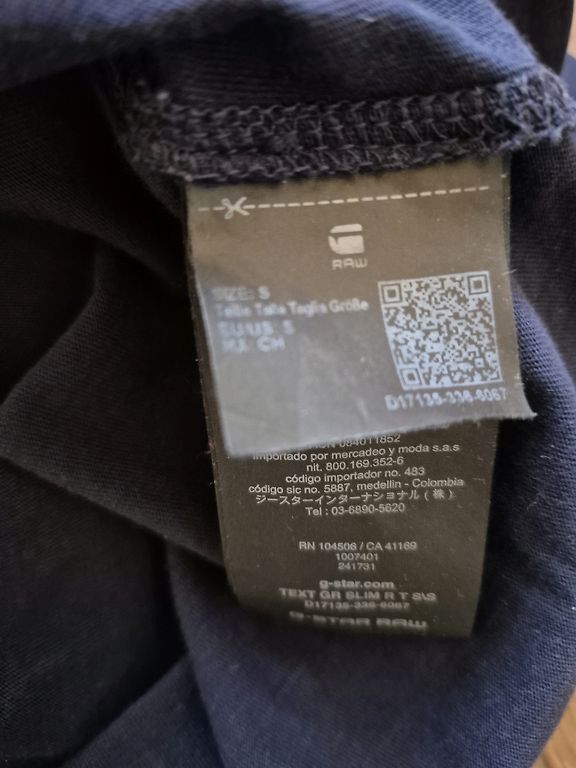 RAW
SIZE: S
Taille Talla Taglia Größe
EU/US: S
MX: CH
D17135-336-6067
084011852
importado por mercadeo y moda s.a.s
nit. 800.169.352-6
código importador no. 483
código sic no. 5887, medellin - Colombia
ジースターインターナショナル ( 株 )
Tel : 03-6890-5620
RN 104506 / CA 41169
1007401
241731
g-star.com
TEXT GR SLIM R T S\S
D17135-336-6067
G-STAR RAW